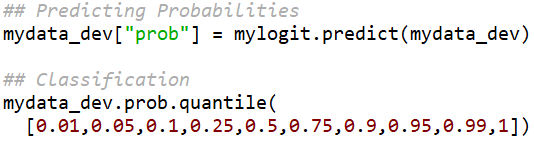 ## Predicting Probabilities
mydata_dev["prob"] = mylogit.predict(mydata_dev)
## Classification
mydata_dev.prob.quantile(
[0.01,0.05,0.1,0.25,0.5,0.75,0.9,0.95,0.99,1])